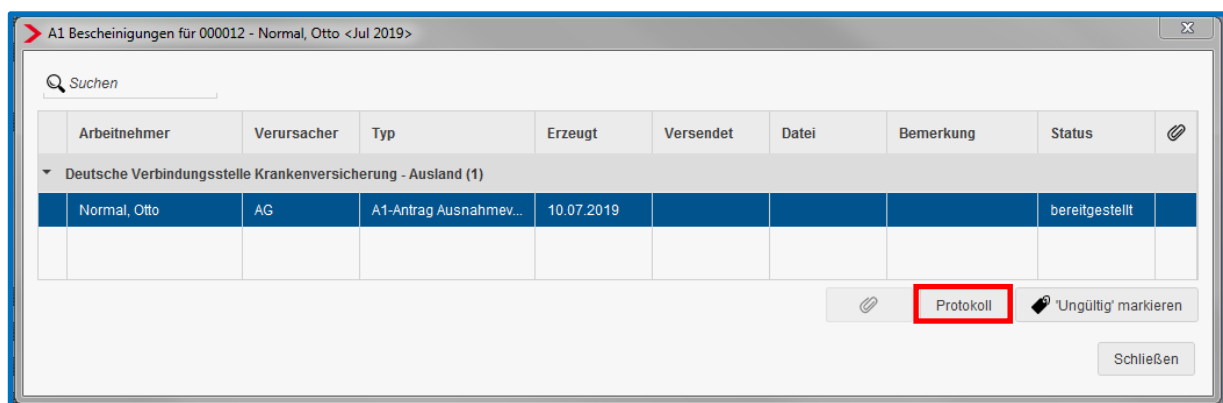 A1 Bescheinigungen für 000012 - Normal, Otto <Jul 2019>
Suchen
Arbeitnehmer Verursacher Typ Erzeugt Versendet Datei Bemerkung Status
Deutsche Verbindungsstelle Krankenversicherung - Ausland (1)
Normal, Otto AG A1-Antrag Ausnahmev... 10.07.2019 bereitgestellt
Protokoll 'Ungültig' markieren
Schließen